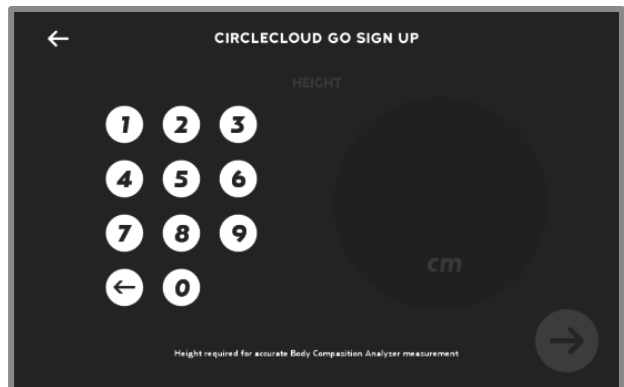 CIRCLECLOUD GO SIGN UP
HEIGHT
1 2 3
4 5 6
7 8 9
0
cm
Height required for accurate Body Compasition Analyzer measurement